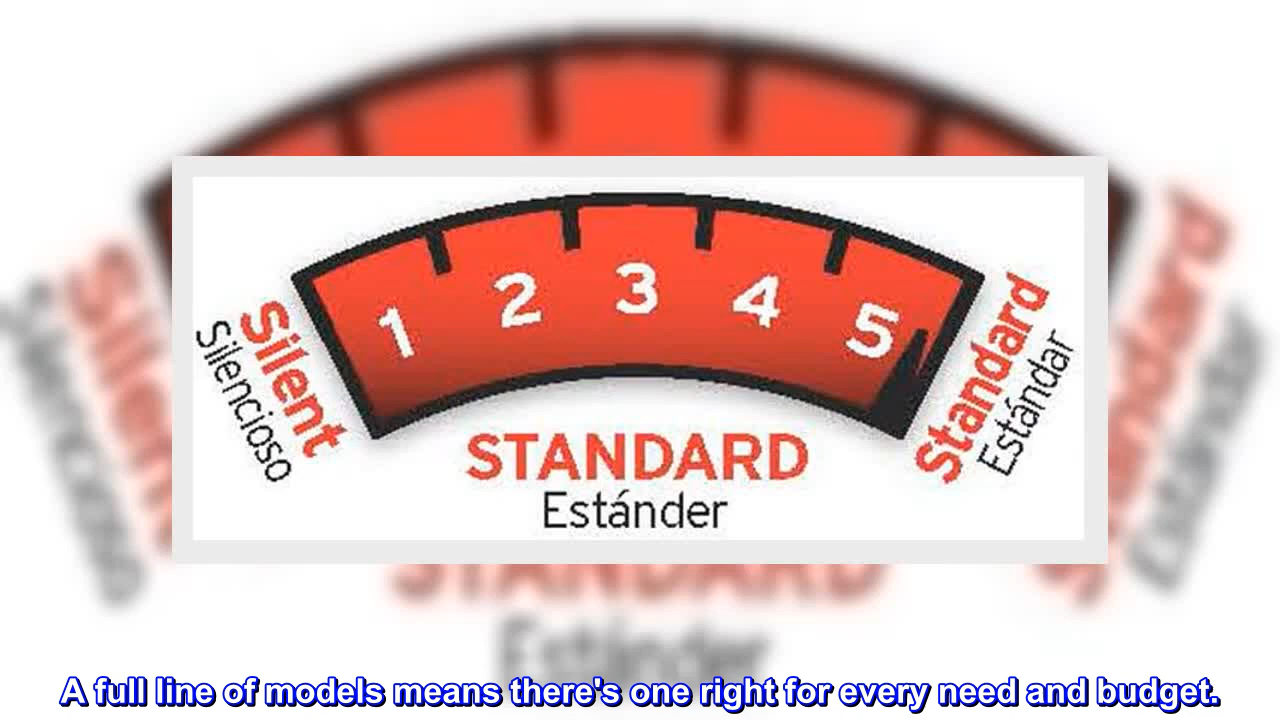 1 2 3 4 5
Silent
Silencioso
Standard
Estándar
STANDARD
Estánder
A full line of models means there's one right for every need and budget.